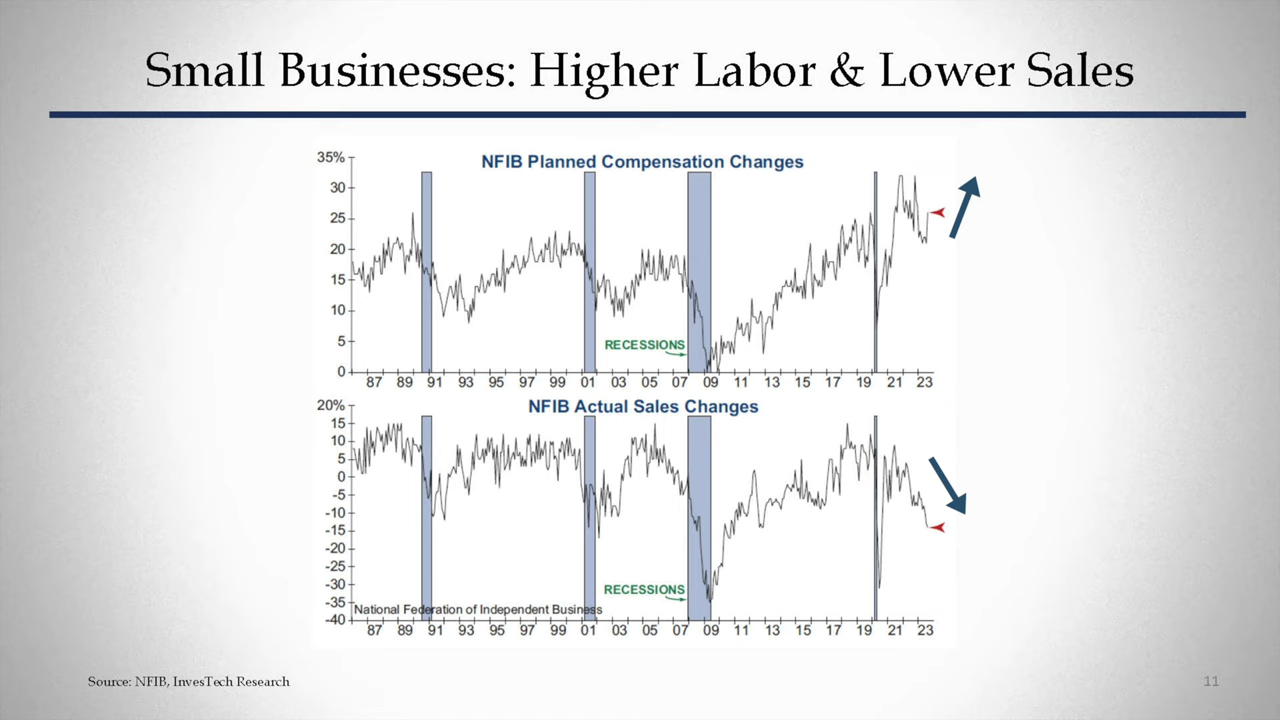 Small Businesses: Higher Labor & Lower Sales
NFIB Planned Compensation Changes
35%
30
25
20
15
10
5
0
RECESSIONS
87 89 91 93 95 97 99 01 03 05 07 09 11 13 15 17 19 21 23
NFIB Actual Sales Changes
20%
15
10
5
0
-5
-10
-15
-20
-25
-30
-35
-40
RECESSIONS
National Federation of Independent Business
87 89 91 93 95 97 99 01 03 05 07 09 11 13 15 17 19 21 23
Source: NFIB, InvesTech Research
11